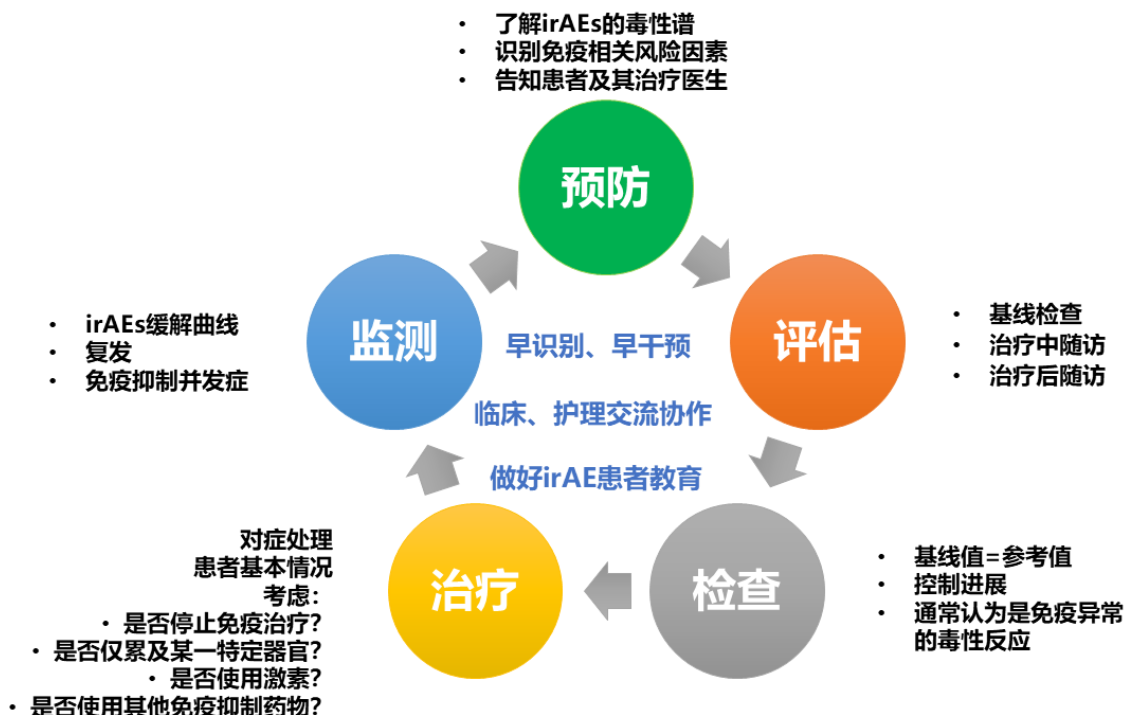 • 了解irAEs的毒性谱
• 识别免疫相关风险因素
• 告知患者及其治疗医生
预防
监测
• irAEs缓解曲线
• 复发
• 免疫抑制并发症
早识别、早干预
临床、护理交流协作
做好irAE患者教育
评估
• 基线检查
• 治疗中随访
• 治疗后随访
对症处理
患者基本情况
考虑：
• 是否停止免疫治疗？
• 是否仅累及某一特定器官？
• 是否使用激素？
• 是否使用其他免疫抑制药物？
治疗
检查
• 基线值=参考值
• 控制进展
• 通常认为是免疫异常
的毒性反应